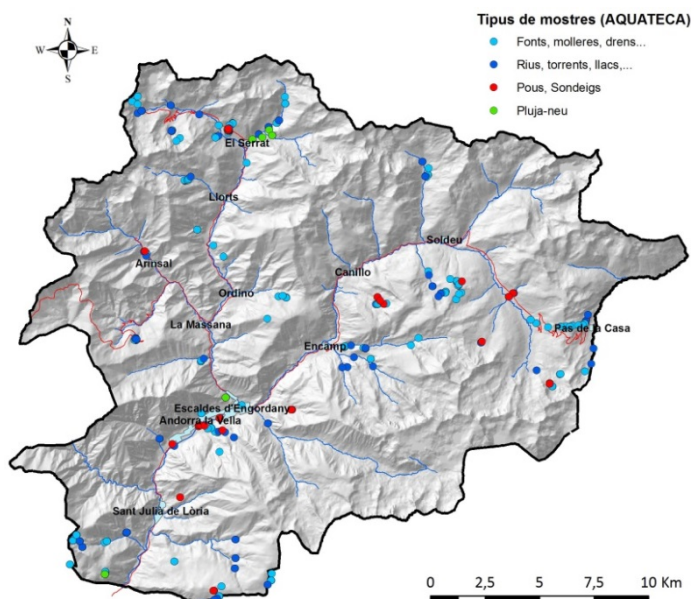 Tipus de mostres (AQUATECA)
N
W E
S
Fonts, molleres, drens...
Rius, torrents, llacs,...
Pous, Sondeigs
Pluja-neu
El Serrat
Llorts
Soldeu
Arinsal
Canillo
Ordino
La Massana
Pas de la Casa
Encamp
Escaldes d'Engordany
Andorra la Vella
Sant Julià de Lòria
0 2,5 5 7,5 10 Km